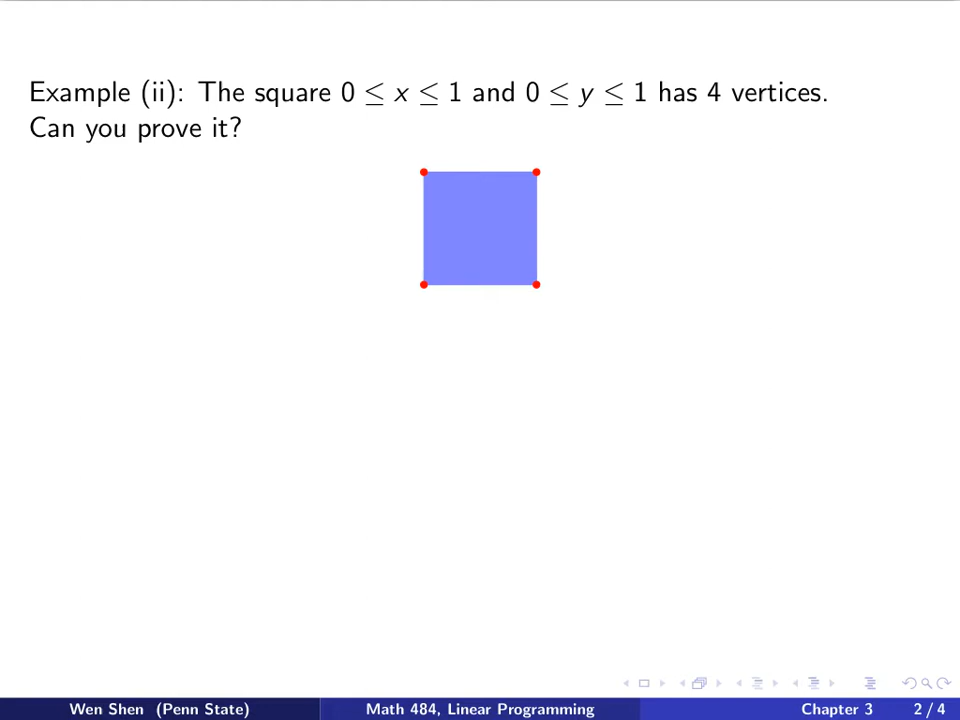 Example (ii): The square 0 ≤ x ≤ 1 and 0 ≤ y ≤ 1 has 4 vertices.
Can you prove it?
Wen Shen (Penn State) Math 484, Linear Programming Chapter 3 2 / 4